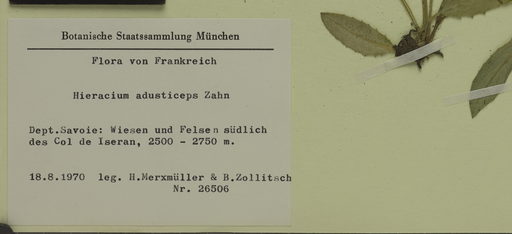 Botanische Staatssammlung München
Flora von Frankreich
Hieracium adusticeps Zahn
Dept.Savoie: Wiesen und Felsen südlich
des Col de Iseran, 2500 - 2750 m.
18.8.1970 leg. H.Merxmüller & B.Zollitsch
Nr. 26506